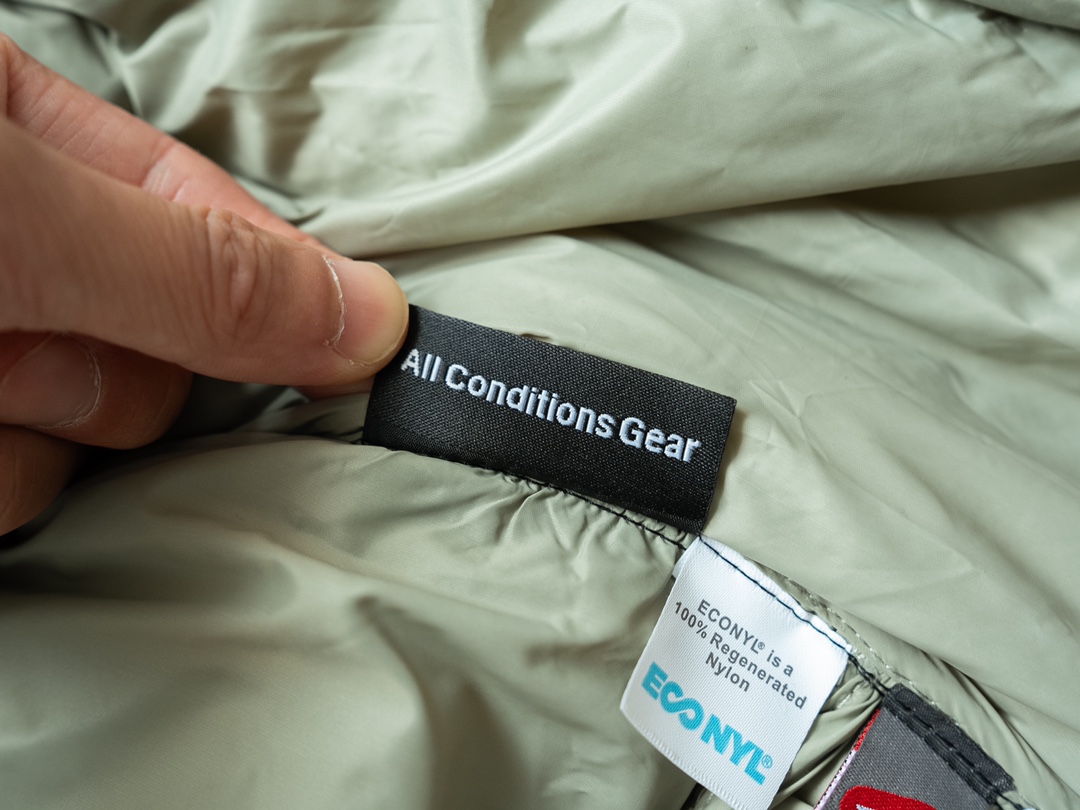 All Conditions Gear
ECONYL® is a
100% Regenerated
Nylon
ECONYL®